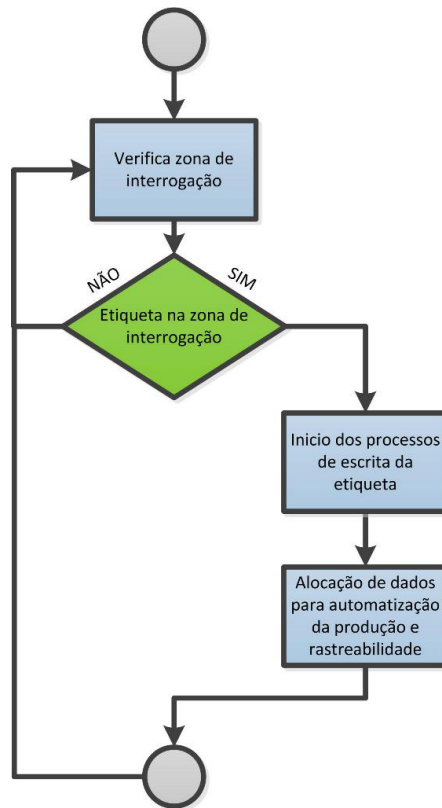 Verifica zona de
interrogação
NÃO
SIM
Etiqueta na zona de
interrogação
Inicio dos processos
de escrita da
etiqueta
Alocação de dados
para automatização
da produção e
rastreabilidade